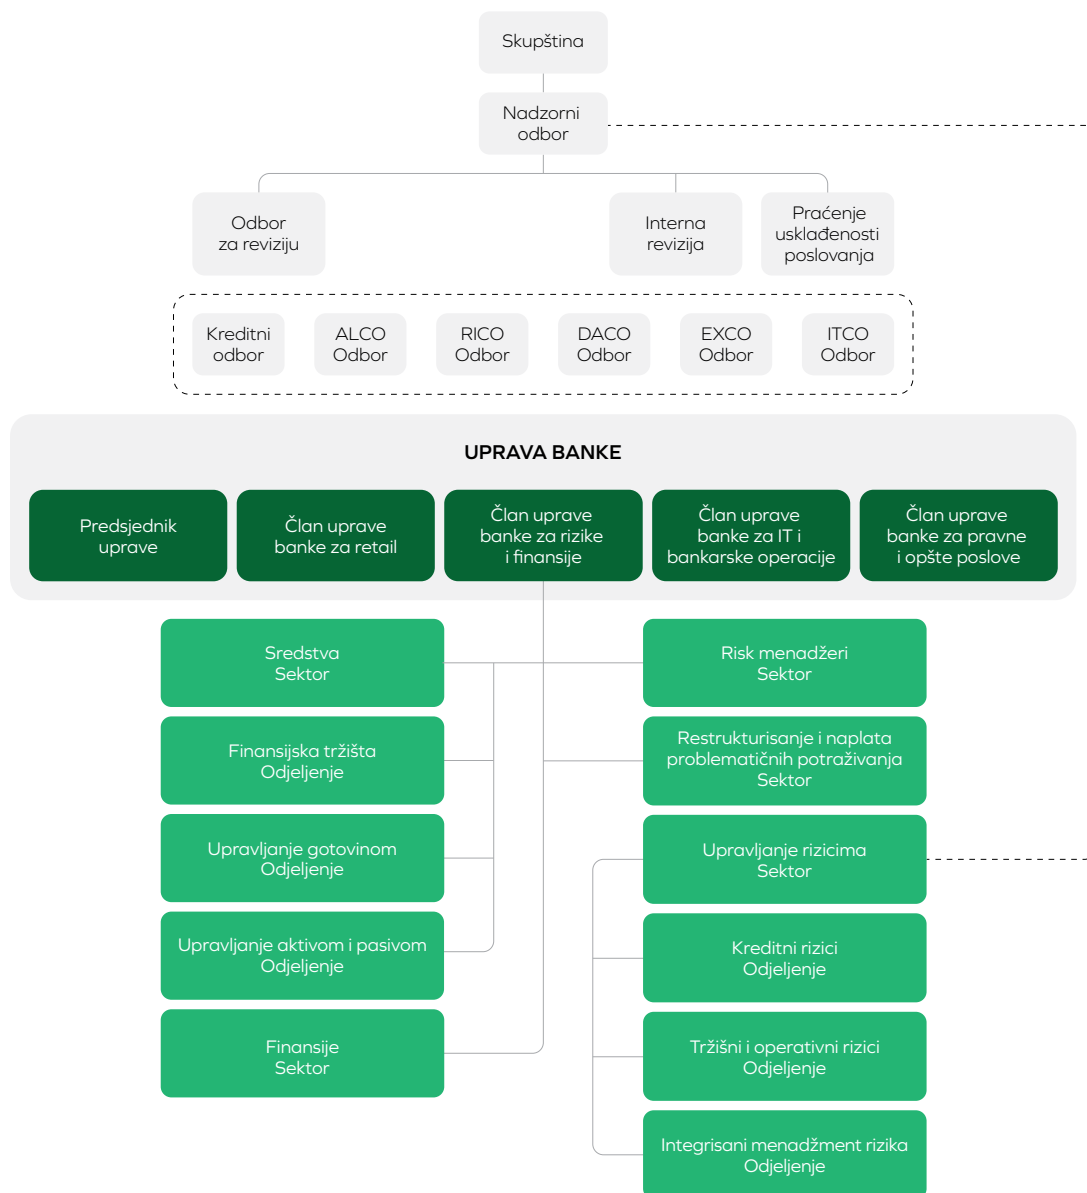 Skupština
Nadzorni
odbor
Odbor
za reviziju
Interna
revizija
Praćenje
usklađenosti
poslovanja
Kreditni
odbor
ALCO
Odbor
RICO
Odbor
DACO
Odbor
EXCO
Odbor
ITCO
Odbor
UPRAVA BANKE
Predsjednik
uprave
Član uprave
banke za retail
Član uprave
banke za rizike
i finansije
Član uprave
banke za IT i
bankarske operacije
Član uprave
banke za pravne
i opšte poslove
Sredstva
Sektor
Finansijska tržišta
Odjeljenje
Upravljanje gotovinom
Odjeljenje
Upravljanje aktivom i pasivom
Odjeljenje
Finansije
Sektor
Risk menadžeri
Sektor
Restrukturisanje i naplata
problematičnih potraživanja
Sektor
Upravljanje rizicima
Sektor
Kreditni rizici
Odjeljenje
Tržišni i operativni rizici
Odjeljenje
Integrisani menadžment rizika
Odjeljenje